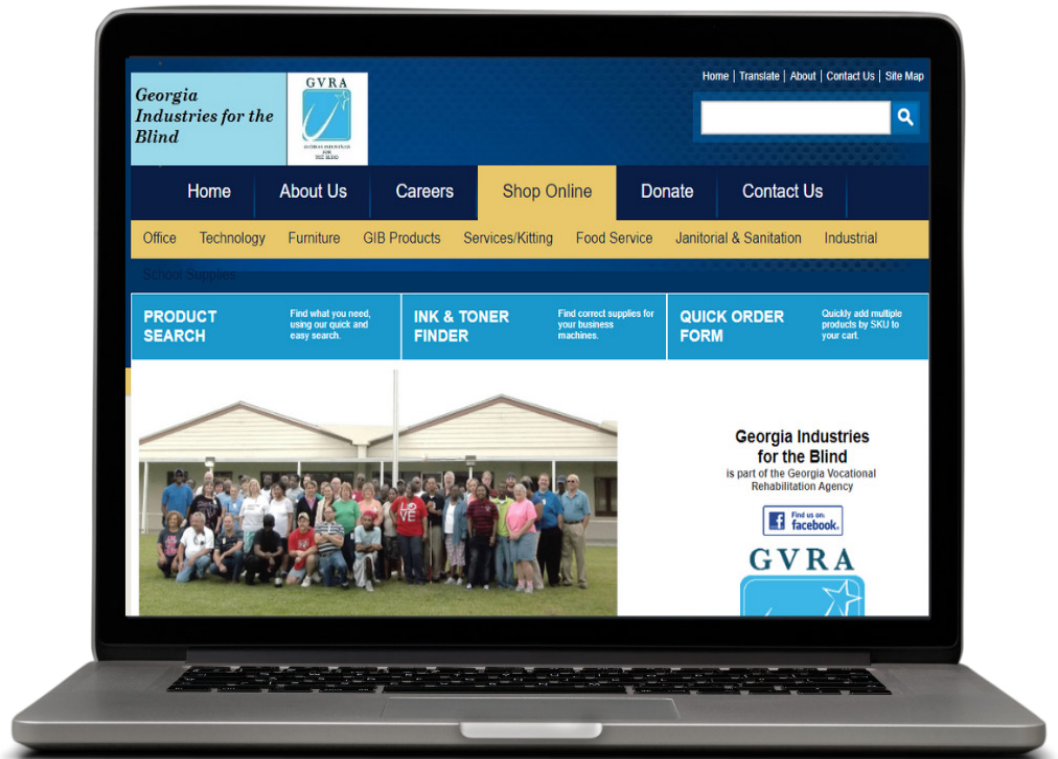 Georgia
Industries for the
Blind
GVRA
THE BLIND
Home | Translate | About | Contact Us | Site Map
Home About Us Careers Shop Online Donate Contact Us
Office Technology Furniture GIB Products Services/Kitting Food Service Janitorial & Sanitation Industrial
School Supplies
PRODUCT
SEARCH
Find what you need,
using our quick and
easy search.
INK & TONER
FINDER
Find correct supplies for
your business
machines.
QUICK ORDER
FORM
Quickly add multiple
products by SKU to
your cart.
LOVE
Georgia Industries
for the Blind
is part of the Georgia Vocational
Rehabilitation Agency
Find us on:
facebook.
GVRA